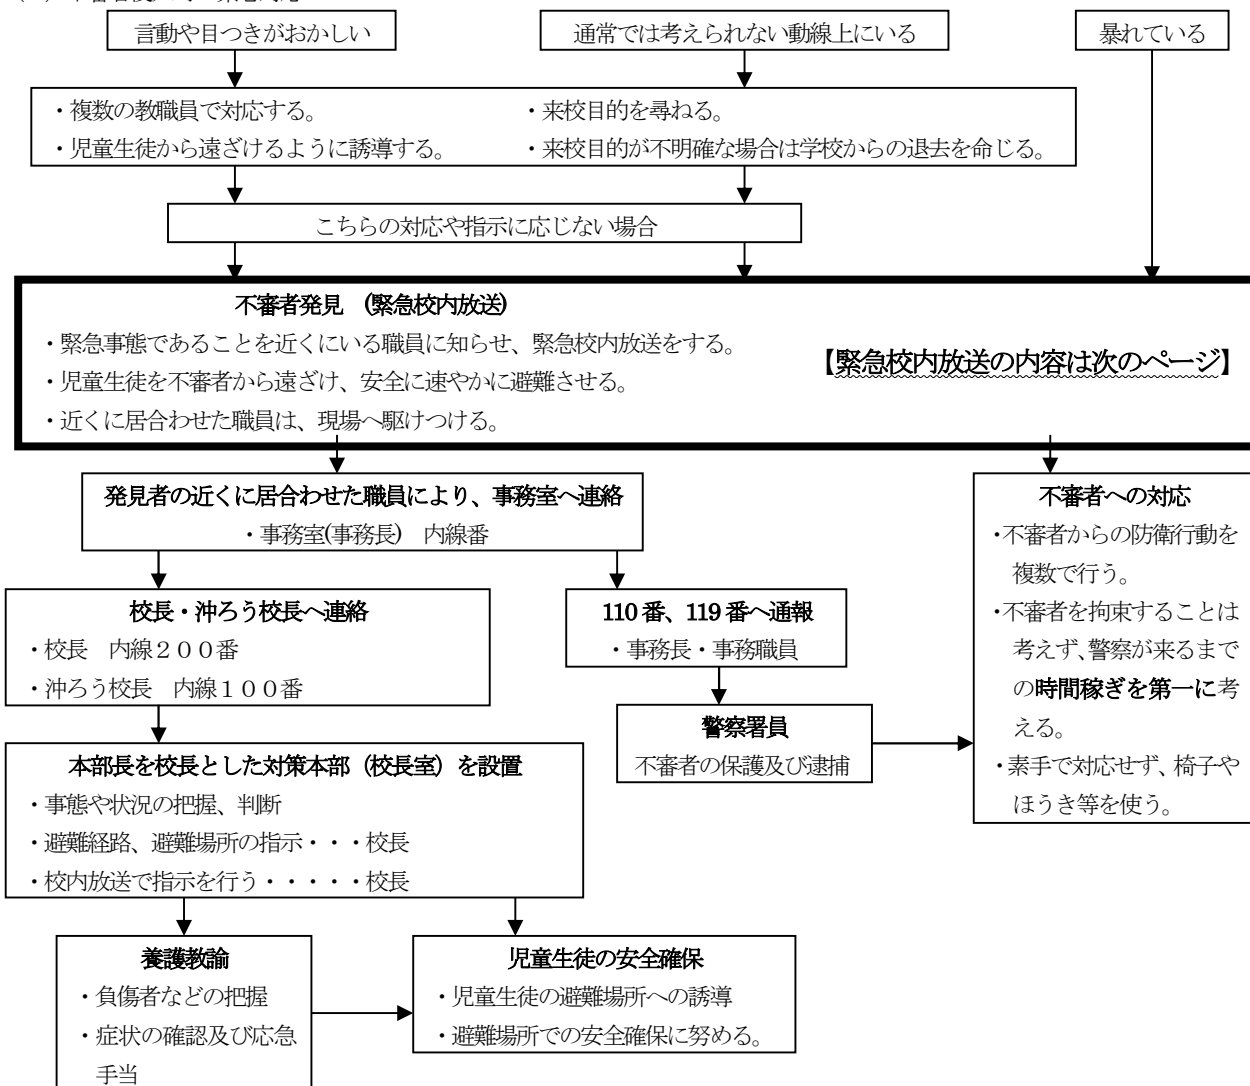 言動や目つきがおかしい
通常では考えられない動線上にいる
暴れている
・複数の教職員で対応する。
・来校目的を尋ねる。
・児童生徒から遠ざけるように誘導する。
・来校目的が不明確な場合は学校からの退去を命じる。
こちらの対応や指示に応じない場合
不審者発見 (緊急校内放送)
・緊急事態であることを近くにいる職員に知らせ、緊急校内放送をする。
・児童生徒を不審者から遠ざけ、安全に速やかに避難させる。
・近くに居合わせた職員は、現場へ駆けつける。
【緊急校内放送の内容は次のページ】
発見者の近くに居合わせた職員により、事務室へ連絡
・事務室(事務長) 内線番
校長・沖ろう校長へ連絡
・校長 内線２００番
・沖ろう校長 内線１００番
110 番、119 番へ通報
・事務長・事務職員
警察署員
不審者の保護及び逮捕
不審者への対応
・不審者からの防衛行動を
複数で行う。
・不審者を拘束することは
考えず、警察が来るまで
の時間稼ぎを第一に考
える。
・素手で対応せず、椅子や
ほうき等を使う。
本部長を校長とした対策本部（校長室）を設置
・事態や状況の把握、判断
・避難経路、避難場所の指示・・・校長
・校内放送で指示を行う・・・・・校長
養護教諭
・負傷者などの把握
・症状の確認及び応急
手当
児童生徒の安全確保
・児童生徒の避難場所への誘導
・避難場所での安全確保に努める。